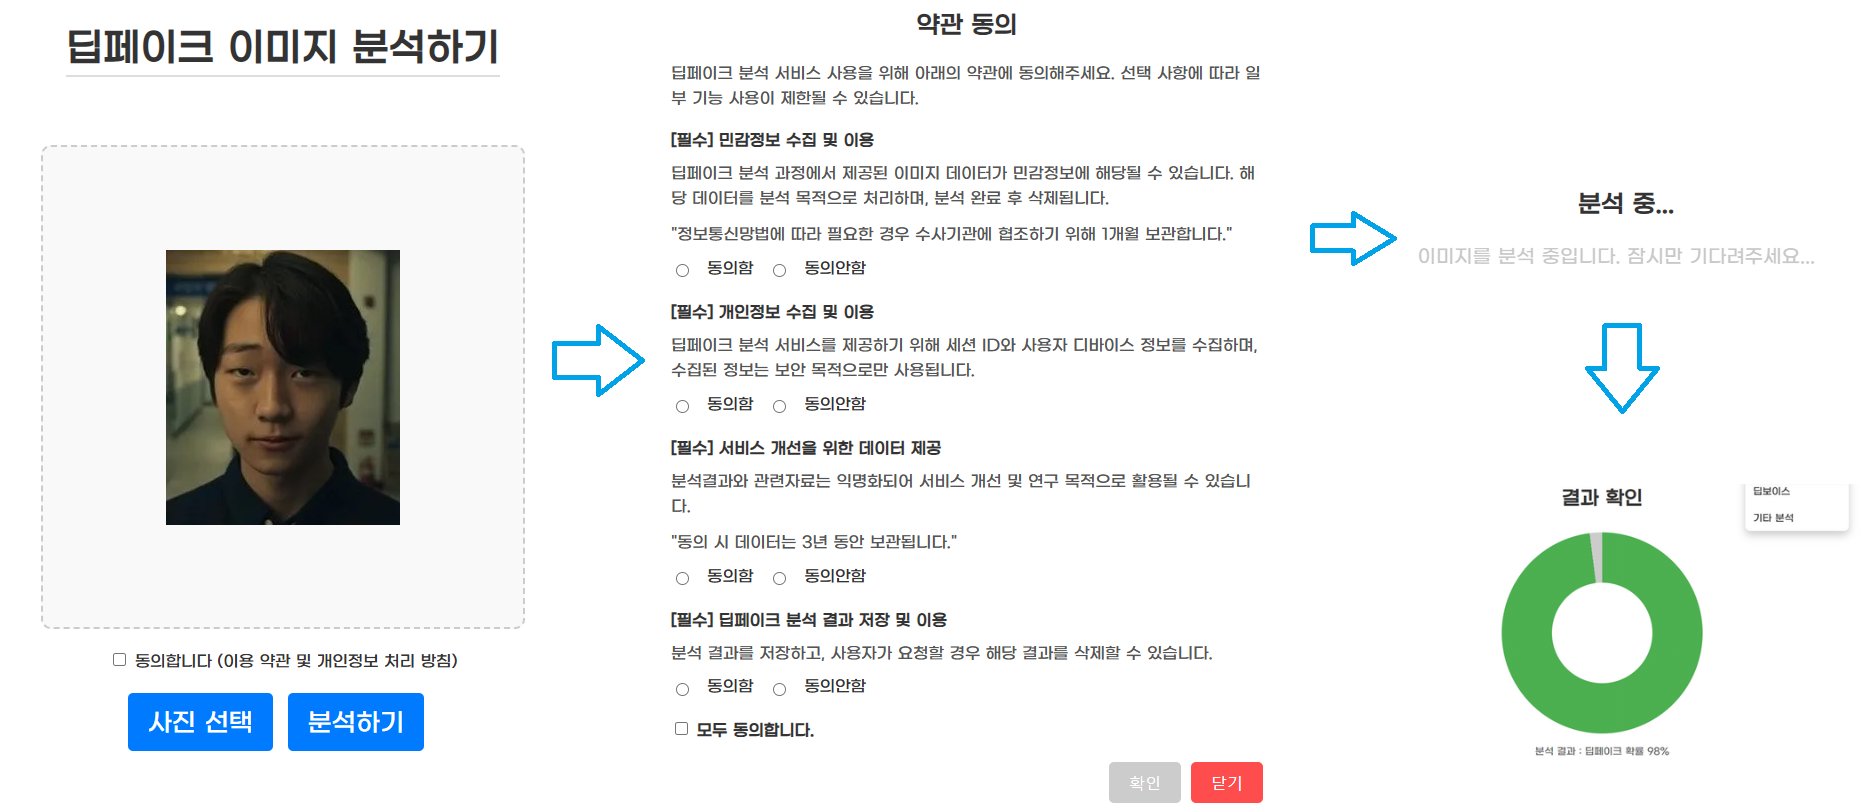 딥페이크 이미지 분석하기
동의합니다 (이용 약관 및 개인정보 처리 방침)
사진 선택
분석하기
약관 동의
딥페이크 분석 서비스 사용을 위해 아래의 약관에 동의해주세요. 선택 사항에 따라 일
부 기능 사용이 제한될 수 있습니다.
[필수] 민감정보 수집 및 이용
딥페이크 분석 과정에서 제공된 이미지 데이터가 민감정보에 해당될 수 있습니다. 해
당 데이터를 분석 목적으로 처리하며, 분석 완료 후 삭제됩니다.
"정보통신망법에 따라 필요한 경우 수사기관에 협조하기 위해 1개월 보관합니다."
동의함 동의안함
[필수] 개인정보 수집 및 이용
딥페이크 분석 서비스를 제공하기 위해 세션 ID와 사용자 디바이스 정보를 수집하며,
수집된 정보는 보안 목적으로만 사용됩니다.
동의함 동의안함
[필수] 서비스 개선을 위한 데이터 제공
분석결과와 관련자료는 익명화되어 서비스 개선 및 연구 목적으로 활용될 수 있습니
다.
"동의 시 데이터는 3년 동안 보관됩니다."
동의함 동의안함
[필수] 딥페이크 분석 결과 저장 및 이용
분석 결과를 저장하고, 사용자가 요청할 경우 해당 결과를 삭제할 수 있습니다.
동의함 동의안함
모두 동의합니다.
확인
닫기
분석 중...
이미지를 분석 중입니다. 잠시만 기다려주세요...
결과 확인
딥보이스
기타 분석
분석 결과 : 딥페이크 확률 98%